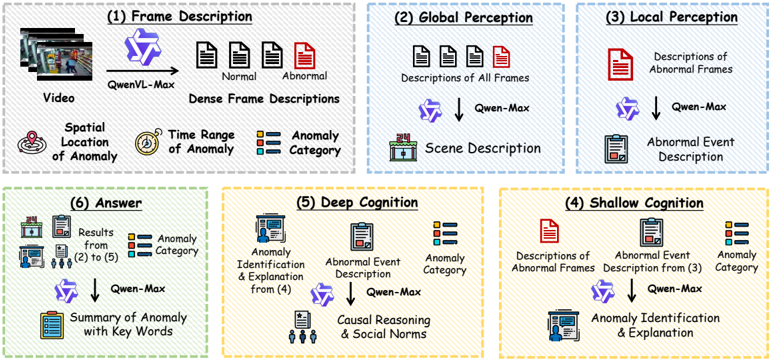 (1) Frame Description
QwenVL-Max
Normal
Abnormal
Video
Dense Frame Descriptions
Spatial
Location
of Anomaly
Time Range
of Anomaly
Anomaly
Category
(2) Global Perception
Descriptions of All Frames
Qwen-Max
24
Scene Description
(3) Local Perception
Descriptions of
Abnormal Frames
Qwen-Max
Abnormal Event
Description
(4) Shallow Cognition
Descriptions of
Abnormal Frames
Abnormal Event
Description from (3)
Anomaly
Category
Qwen-Max
Anomaly Identification
& Explanation
(5) Deep Cognition
Anomaly
Identification
& Explanation
from (4)
Abnormal Event
Description
Anomaly
Category
Qwen-Max
Causal Reasoning
& Social Norms
(6) Answer
24
Results
from
(2) to (5)
Anomaly
Category
Qwen-Max
Summary of Anomaly
with Key Words